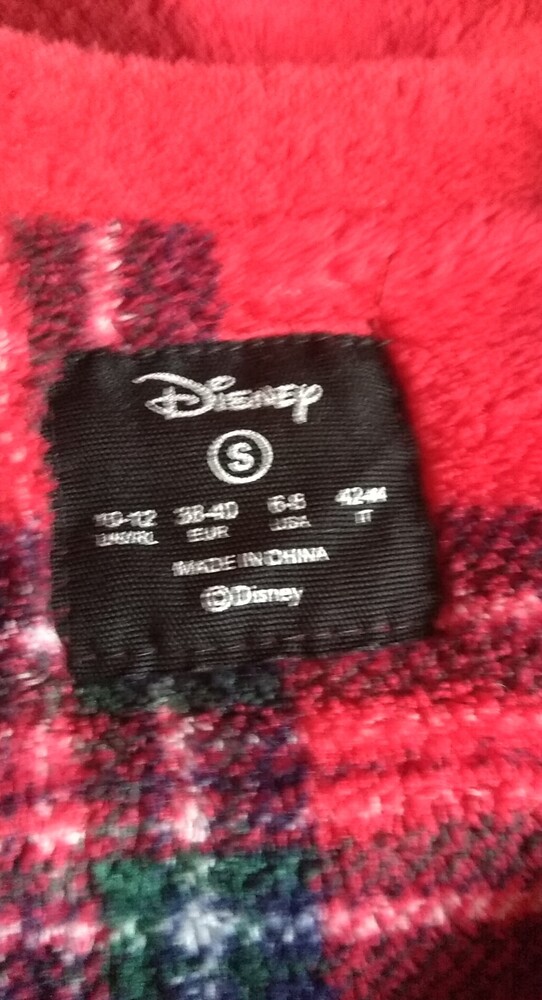 Disney
S
10-12 38-40 6-8 42-44
UK/IRL EUR USA IT
MADE IN CHINA
©Disney